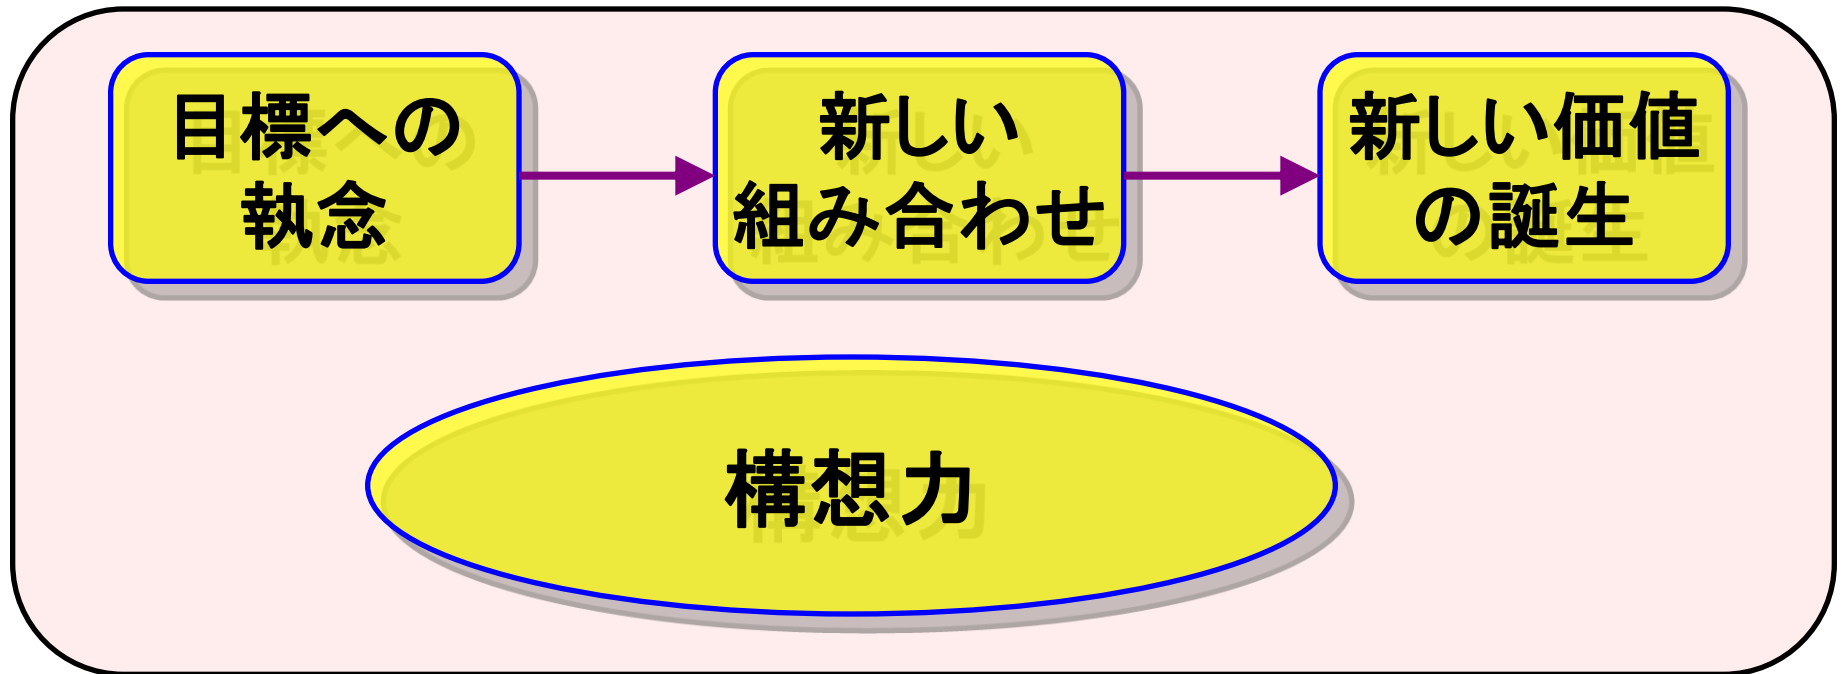 目標への
執念
新しい
組み合わせ
新しい価値
の誕生
構想力